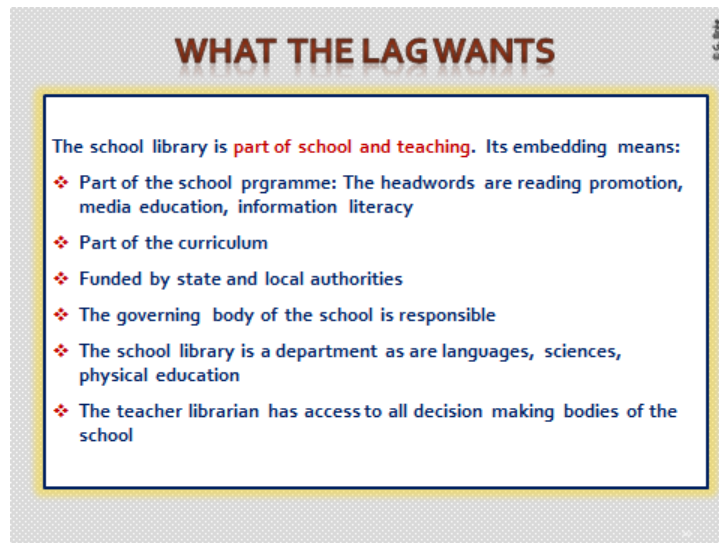 WHAT THE LAG WANTS
The school library is part of school and teaching. Its embedding means:
❖ Part of the school prgramme: The headwords are reading promotion,
media education, information literacy
❖ Part of the curriculum
❖ Funded by state and local authorities
❖ The governing body of the school is responsible
❖ The school library is a department as are languages, sciences,
physical education
❖ The teacher librarian has access to all decision making bodies of the
school